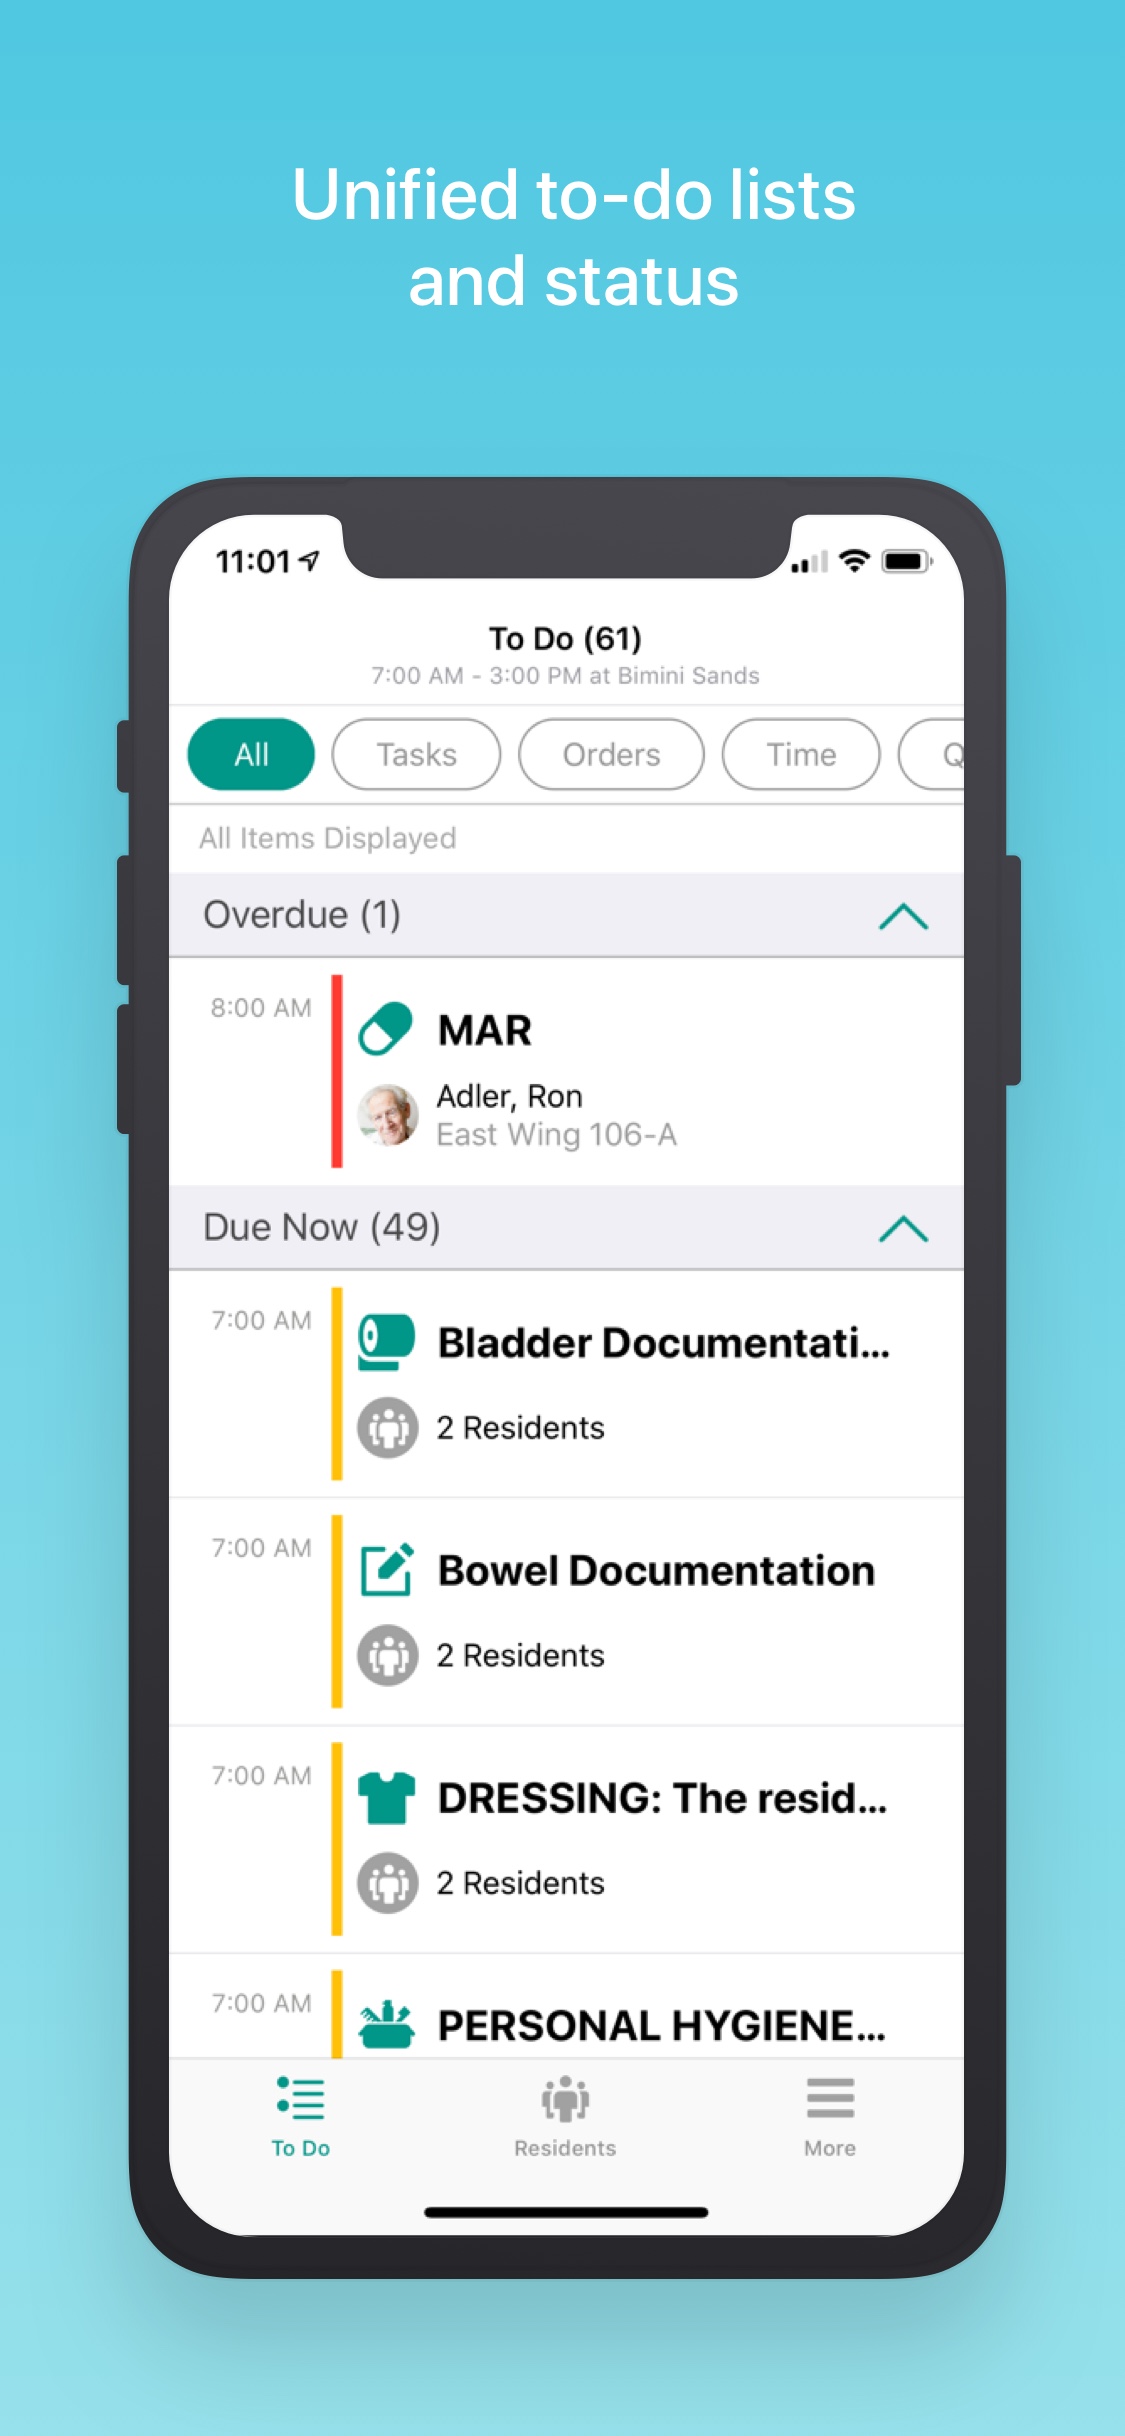 Unified to-do lists
and status
11:01
To Do (61)
7:00 AM - 3:00 PM at Bimini Sands
All Tasks Orders Time Q
All Items Displayed
Overdue (1)
8:00 AM
MAR
Adler, Ron
East Wing 106-A
Due Now (49)
7:00 AM
Bladder Documentati...
2 Residents
7:00 AM
Bowel Documentation
2 Residents
7:00 AM
DRESSING: The resid...
2 Residents
7:00 AM
PERSONAL HYGIENE...
To Do Residents More